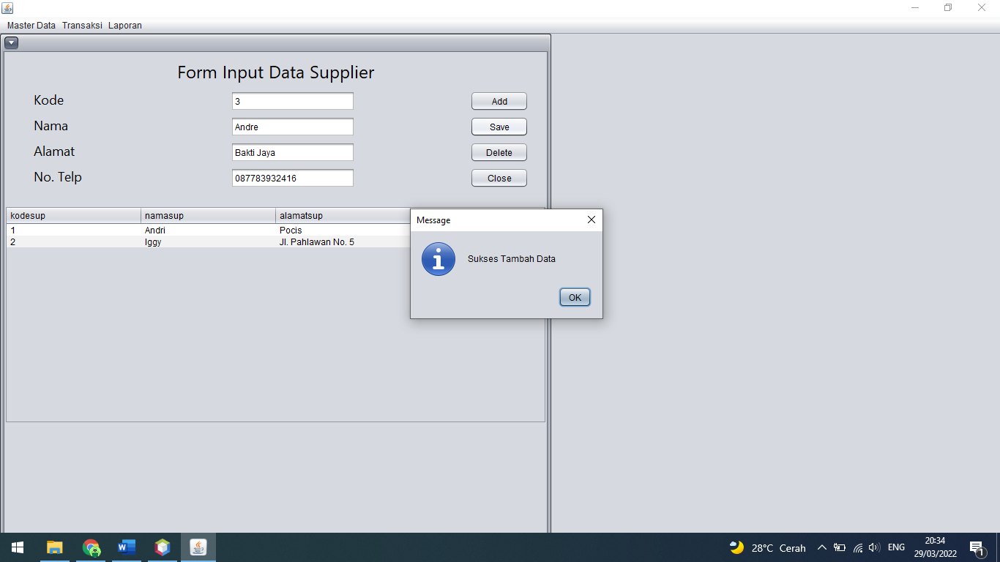 Master Data Transaksi Laporan
Form Input Data Supplier
Kode 3 Add
Nama Andre Save
Alamat Bakti Jaya Delete
No. Telp 087783932416 Close
kodesup namasup alamatsup
1 Andri Pocis
2 Iggy Jl. Pahlawan No. 5
Message
Sukses Tambah Data
OK
28°C Cerah ENG 20:34
29/03/2022 1